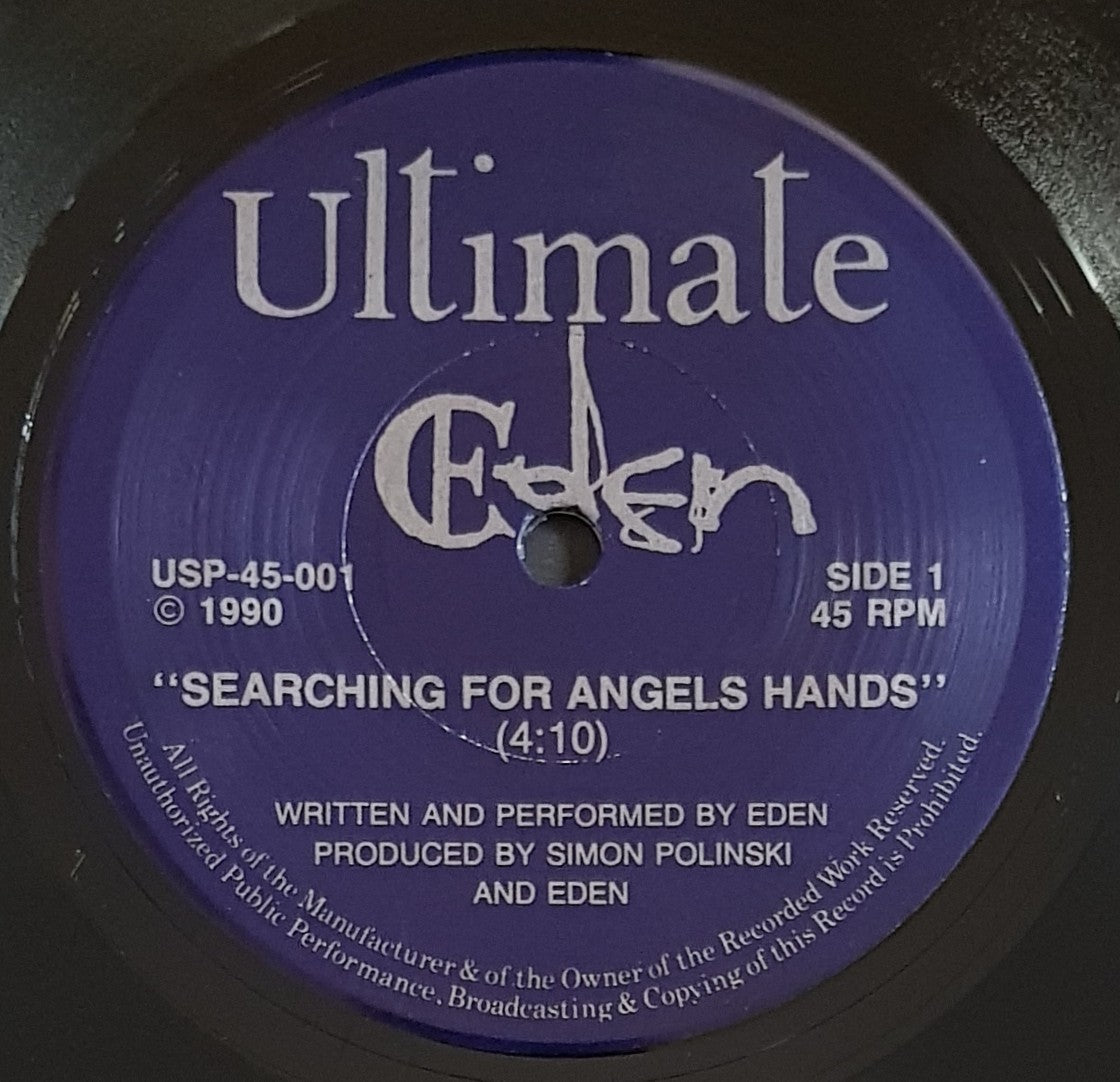 Ultimate
Eden
USP-45-001
© 1990
SIDE 1
45 RPM
"SEARCHING FOR ANGELS HANDS"
(4:10)
WRITTEN AND PERFORMED BY EDEN
PRODUCED BY SIMON POLINSKI
AND EDEN
All Rights of the Manufacturer & of the Owner of the Recorded Work Reserved.
Unauthorized Public Performance, Broadcasting & Copying of this Record is Prohibited.